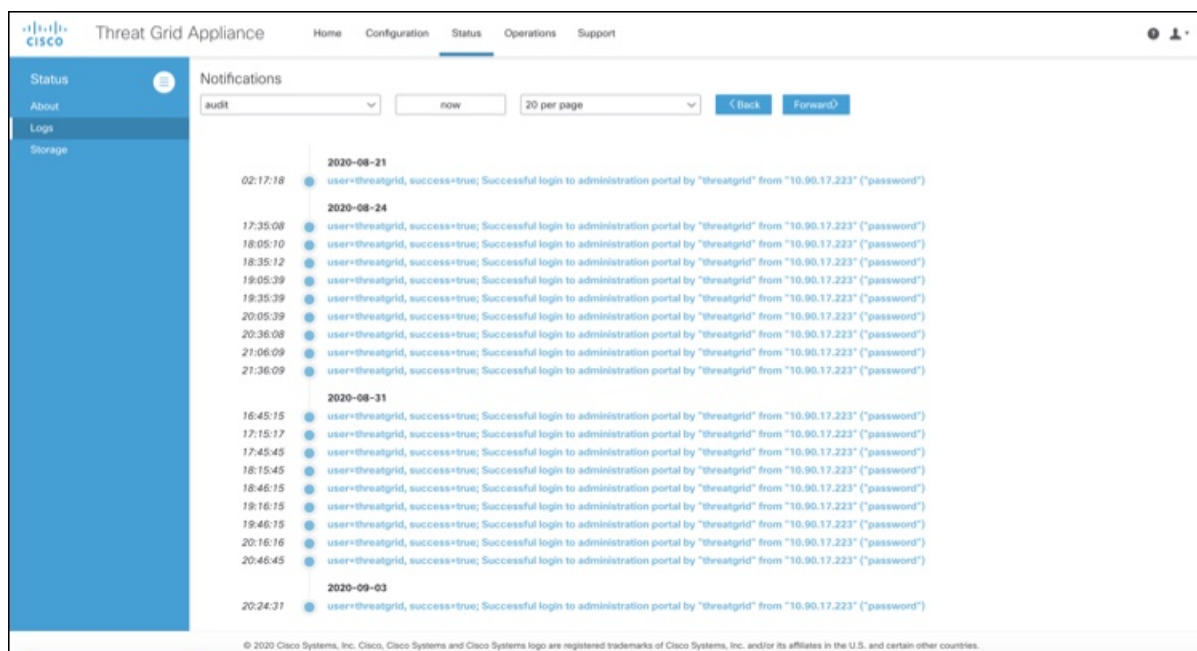 CISCO
Threat Grid Appliance
Home Configuration Status Operations Support
Status
About
Logs
Storage
Notifications
audit now 20 per page <Back Forward>
2020-08-21
02:17:18 user=threatgrid, success=true; Successful login to administration portal by "threatgrid" from "10.90.17.223" ("password")
2020-08-24
17:35:08 user=threatgrid, success=true; Successful login to administration portal by "threatgrid" from "10.90.17.223" ("password")
18:05:10 user=threatgrid, success=true; Successful login to administration portal by "threatgrid" from "10.90.17.223" ("password")
18:35:12 user=threatgrid, success=true; Successful login to administration portal by "threatgrid" from "10.90.17.223" ("password")
19:05:39 user=threatgrid, success=true; Successful login to administration portal by "threatgrid" from "10.90.17.223" ("password")
19:35:39 user=threatgrid, success=true; Successful login to administration portal by "threatgrid" from "10.90.17.223" ("password")
20:05:39 user=threatgrid, success=true; Successful login to administration portal by "threatgrid" from "10.90.17.223" ("password")
20:36:08 user=threatgrid, success=true; Successful login to administration portal by "threatgrid" from "10.90.17.223" ("password")
21:06:09 user=threatgrid, success=true; Successful login to administration portal by "threatgrid" from "10.90.17.223" ("password")
21:36:09 user=threatgrid, success=true; Successful login to administration portal by "threatgrid" from "10.90.17.223" ("password")
2020-08-31
16:45:15 user=threatgrid, success=true; Successful login to administration portal by "threatgrid" from "10.90.17.223" ("password")
17:15:17 user=threatgrid, success=true; Successful login to administration portal by "threatgrid" from "10.90.17.223" ("password")
17:45:45 user=threatgrid, success=true; Successful login to administration portal by "threatgrid" from "10.90.17.223" ("password")
18:15:45 user=threatgrid, success=true; Successful login to administration portal by "threatgrid" from "10.90.17.223" ("password")
18:46:15 user=threatgrid, success=true; Successful login to administration portal by "threatgrid" from "10.90.17.223" ("password")
19:16:15 user=threatgrid, success=true; Successful login to administration portal by "threatgrid" from "10.90.17.223" ("password")
19:46:15 user=threatgrid, success=true; Successful login to administration portal by "threatgrid" from "10.90.17.223" ("password")
20:16:16 user=threatgrid, success=true; Successful login to administration portal by "threatgrid" from "10.90.17.223" ("password")
20:46:45 user=threatgrid, success=true; Successful login to administration portal by "threatgrid" from "10.90.17.223" ("password")
2020-09-03
20:24:31 user=threatgrid, success=true; Successful login to administration portal by "threatgrid" from "10.90.17.223" ("password")
© 2020 Cisco Systems, Inc. Cisco, Cisco Systems and Cisco Systems logo are registered trademarks of Cisco Systems, Inc. and/or its affiliates in the U.S. and certain other countries.